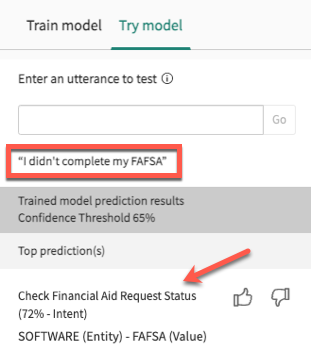 Train model Try model
Enter an utterance to test ⓘ
Go
“I didn't complete my FAFSA”
Trained model prediction results
Confidence Threshold 65%
Top prediction(s)
Check Financial Aid Request Status
(72% - Intent)
SOFTWARE (Entity) - FAFSA (Value)